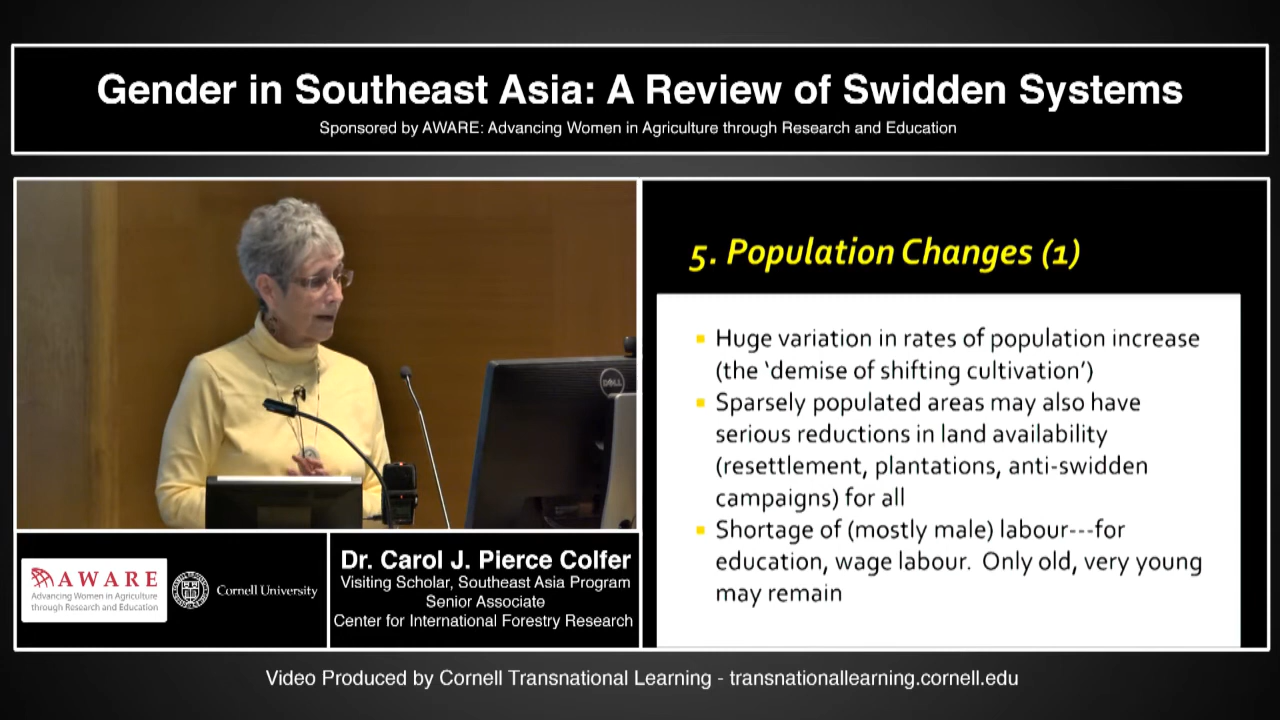 Gender in Southeast Asia: A Review of Swidden Systems
Sponsored by AWARE: Advancing Women in Agriculture through Research and Education
5. Population Changes (1)
Huge variation in rates of population increase
(the 'demise of shifting cultivation')
Sparsely populated areas may also have
serious reductions in land availability
(resettlement, plantations, anti-swidden
campaigns) for all
Shortage of (mostly male) labour---for
education, wage labour. Only old, very young
may remain
DELL
AWARE
Advancing Women in Agriculture
through Research and Education
Cornell University
Dr. Carol J. Pierce Colfer
Visiting Scholar, Southeast Asia Program
Senior Associate
Center for International Forestry Research
Video Produced by Cornell Transnational Learning - transnationallearning.cornell.edu